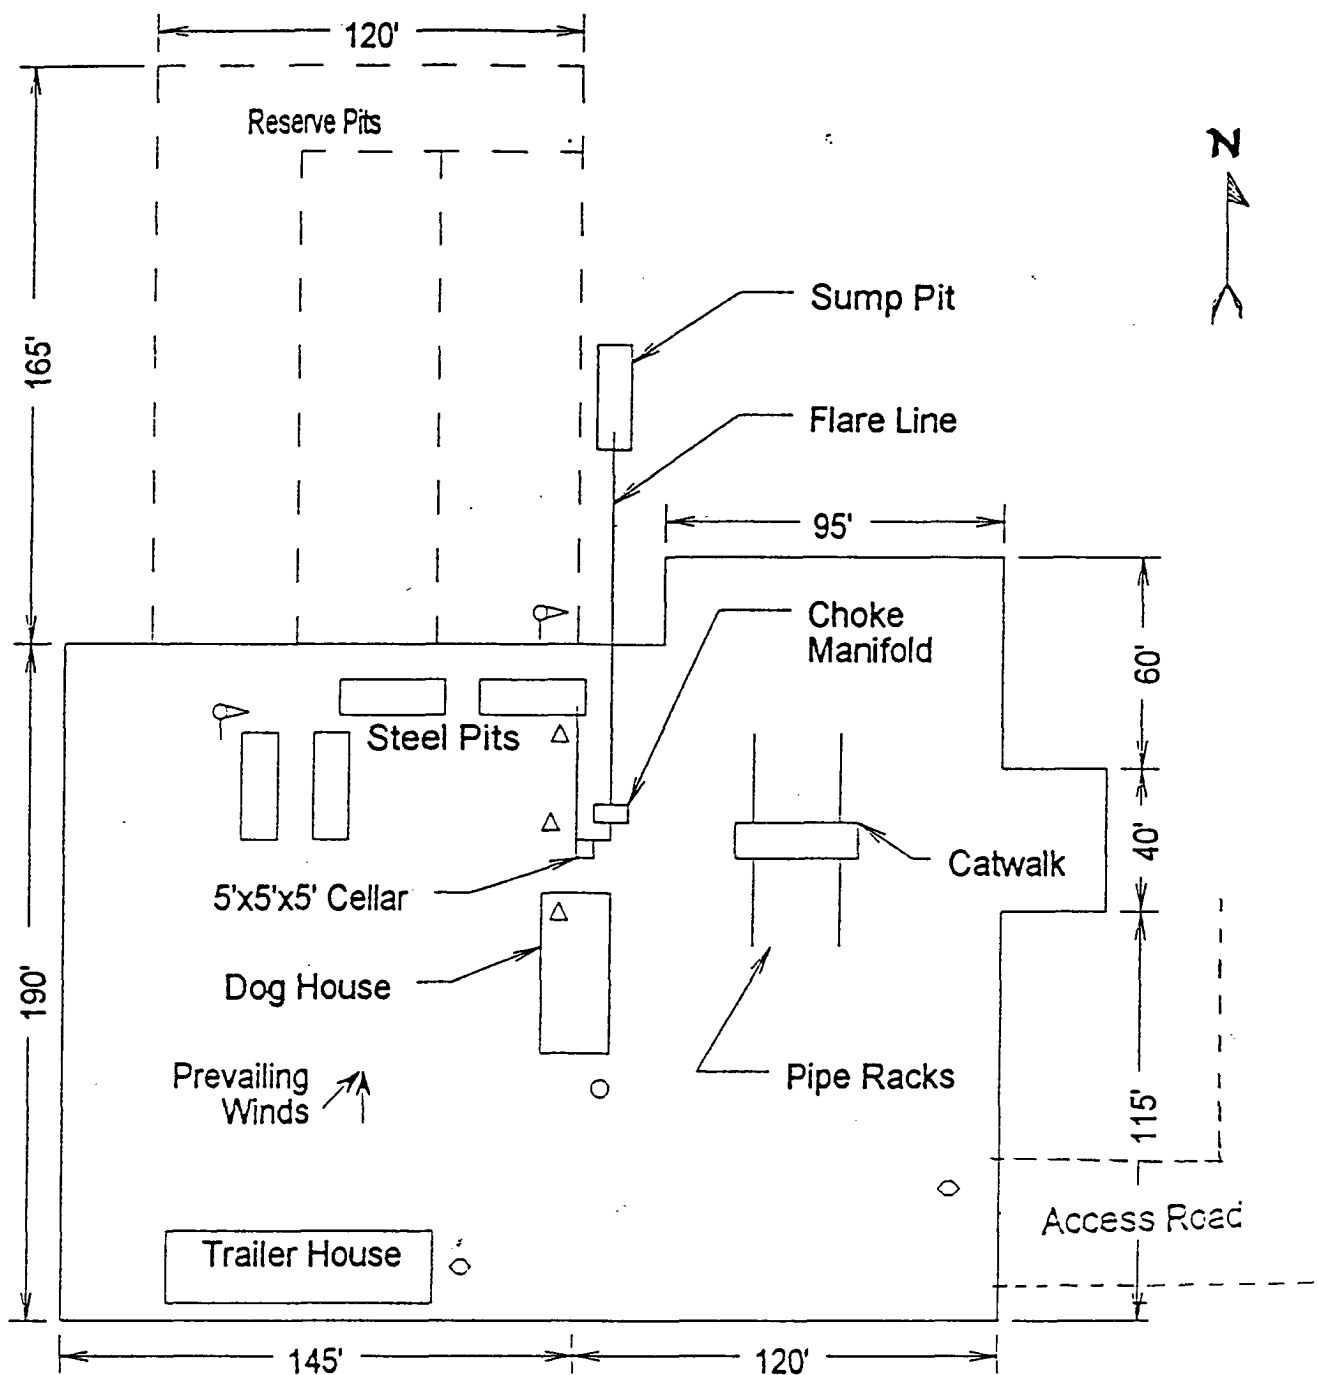 120'
Reserve Pits
N
Sump Pit
165'
Flare Line
95'
Choke
Manifold
60'
Steel Pits
40'
Catwalk
5'x5'x5' Cellar
Dog House
190'
Prevailing
Winds
Pipe Racks
115'
Access Road
Trailer House
145'
120'